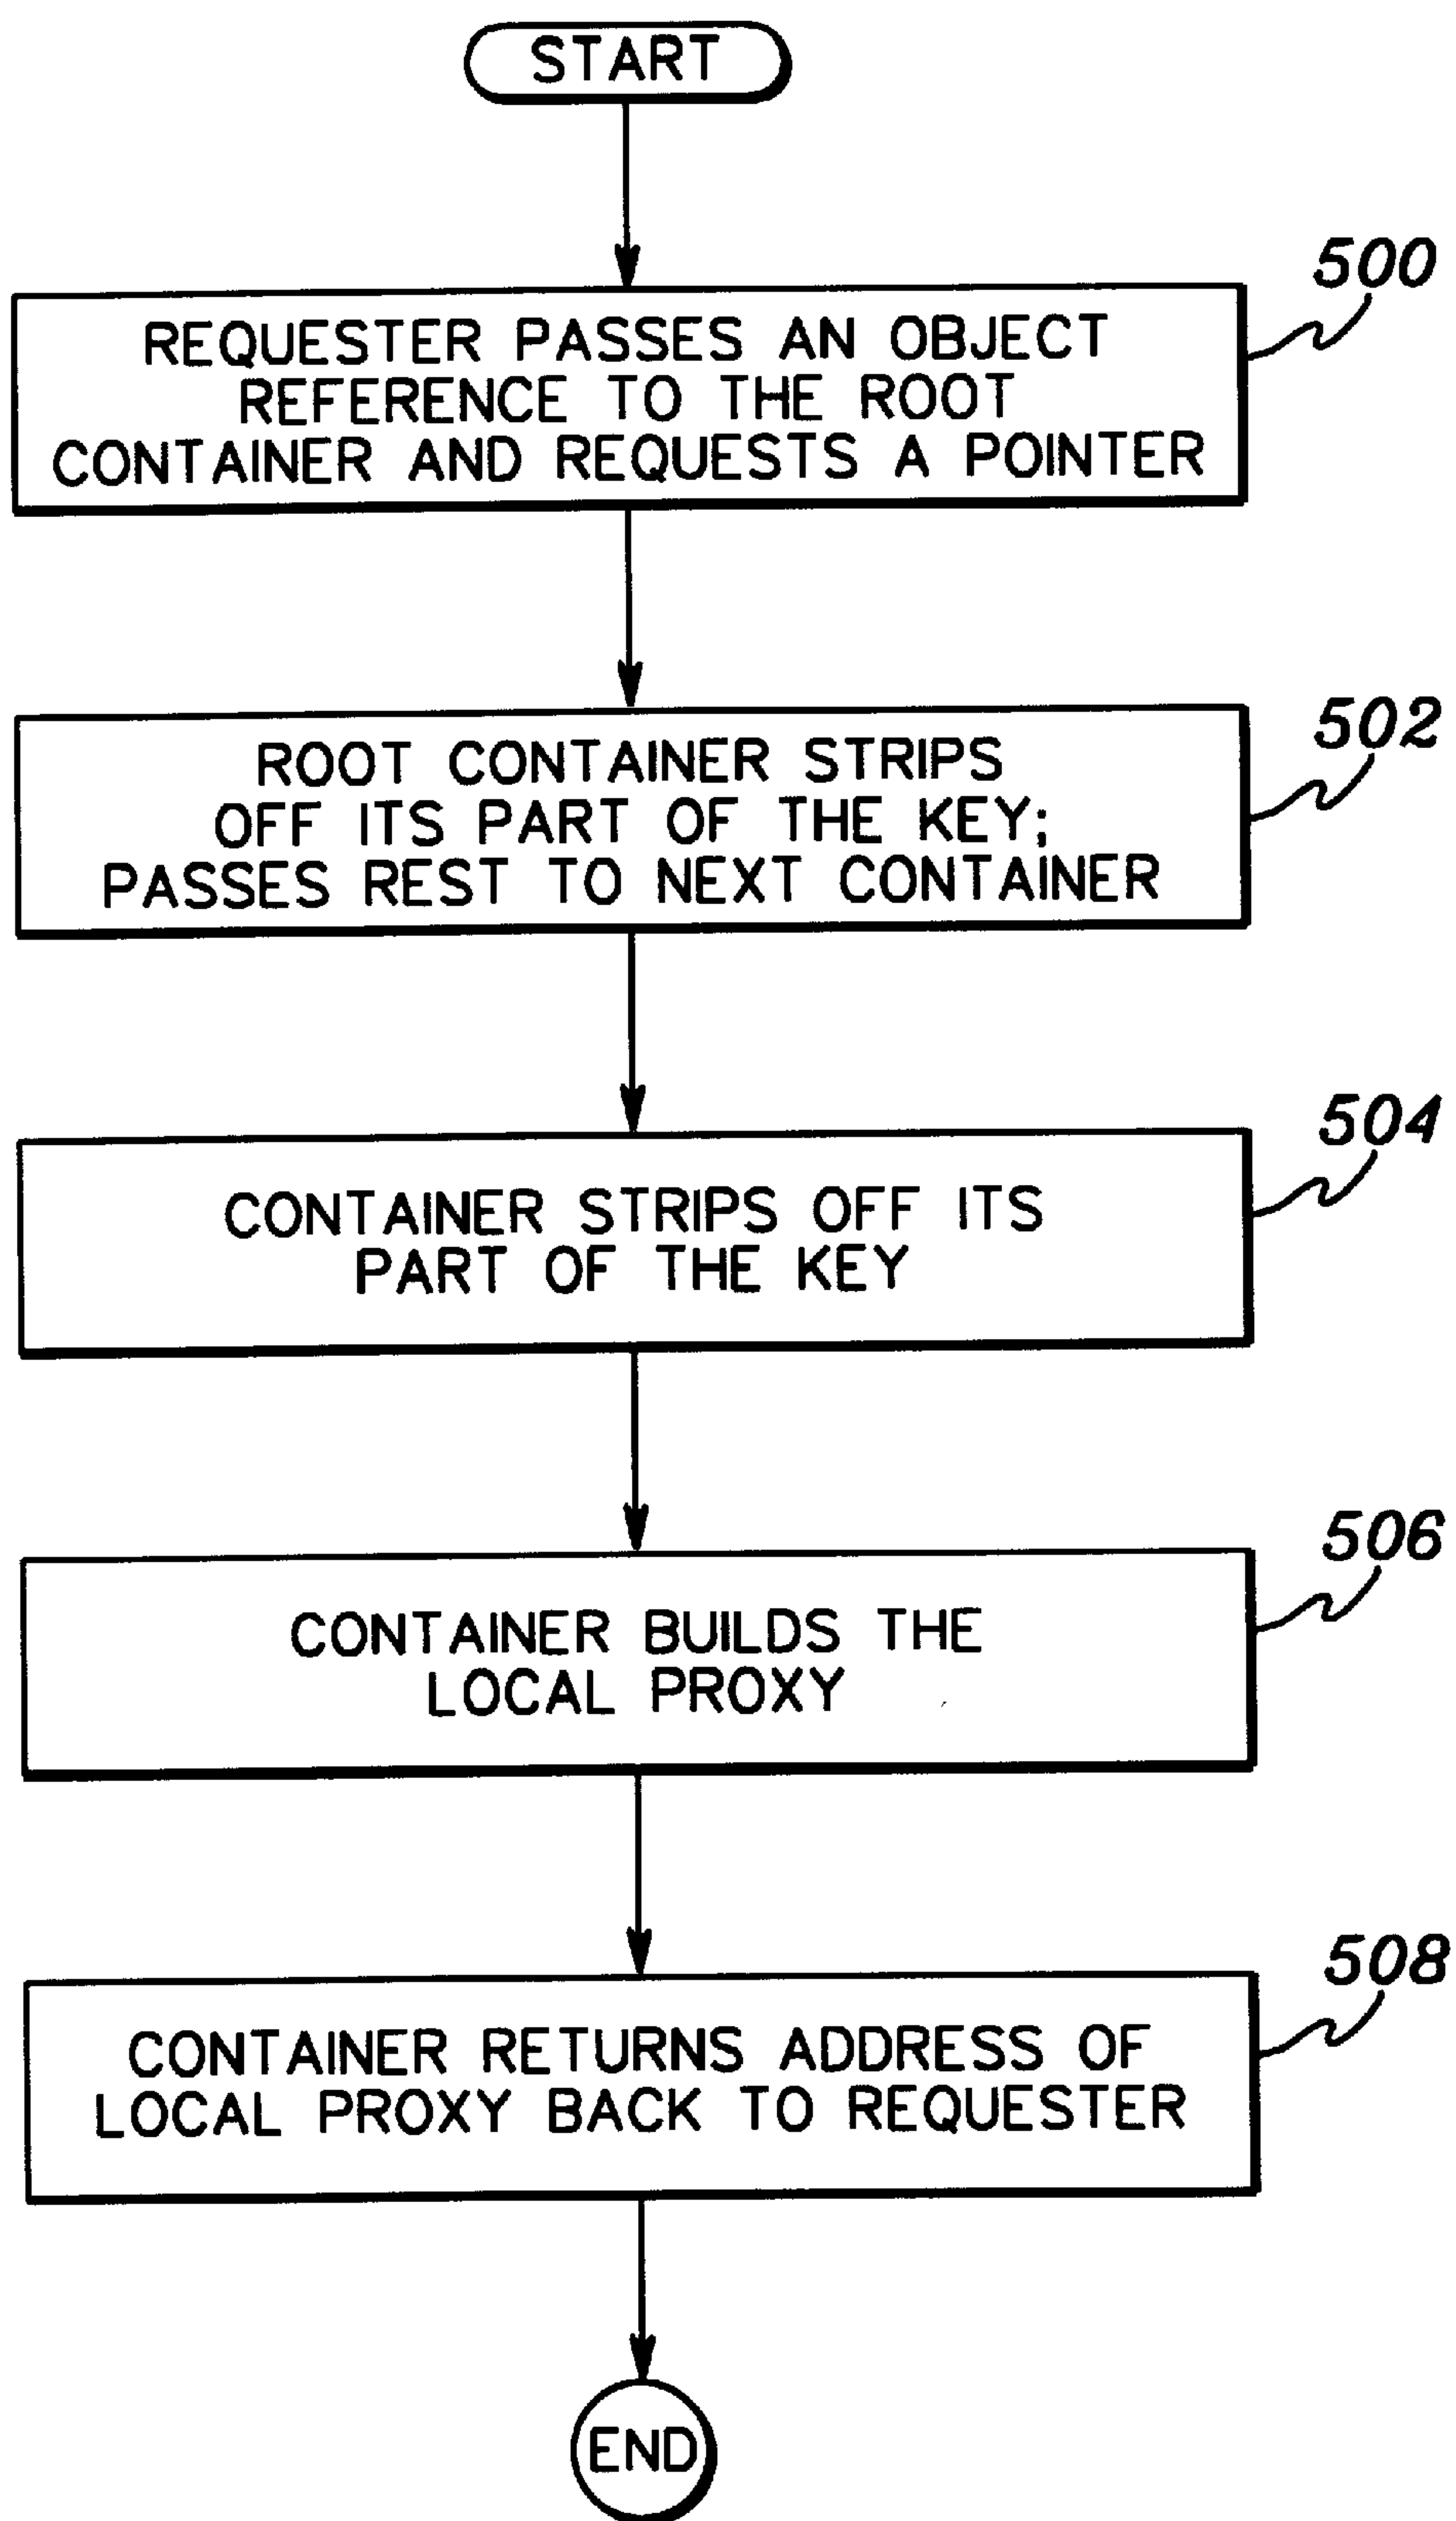 START
500
REQUESTER PASSES AN OBJECT
REFERENCE TO THE ROOT
CONTAINER AND REQUESTS A POINTER
502
ROOT CONTAINER STRIPS
OFF ITS PART OF THE KEY;
PASSES REST TO NEXT CONTAINER
504
CONTAINER STRIPS OFF ITS
PART OF THE KEY
506
CONTAINER BUILDS THE
LOCAL PROXY
508
CONTAINER RETURNS ADDRESS OF
LOCAL PROXY BACK TO REQUESTER
END